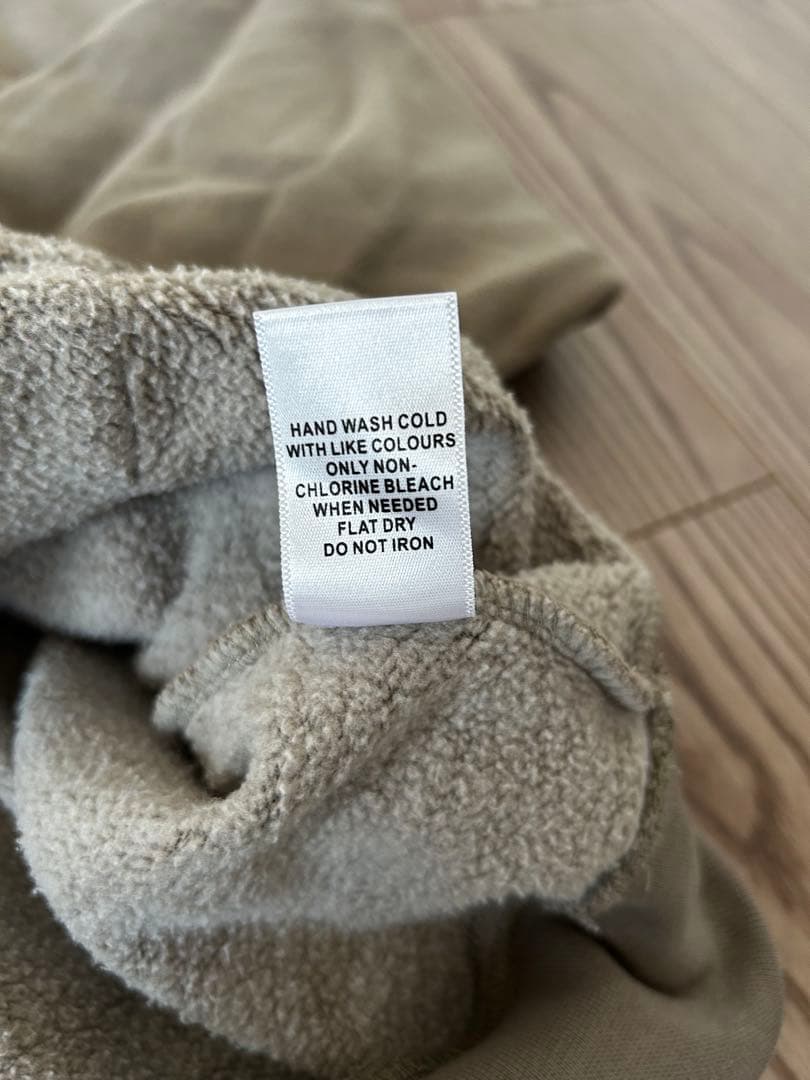 HAND WASH COLD
WITH LIKE COLOURS
ONLY NON-
CHLORINE BLEACH
WHEN NEEDED
FLAT DRY
DO NOT IRON